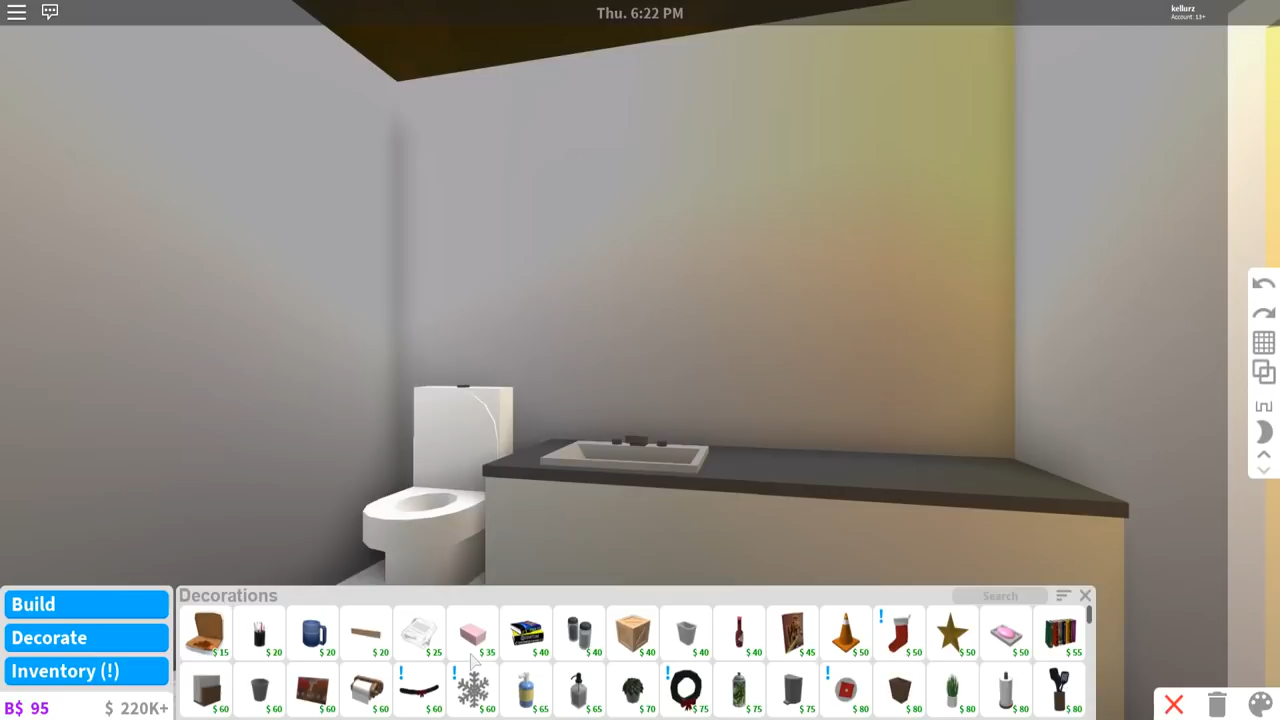 Thu. 6:22 PM
kellurz
Account: 13+
Build
Decorate
Inventory (!)
B$ 95
$ 220K+
Decorations
Search
$ 15
$ 20
$ 20
$ 20
$ 25
$ 35
$ 40
$ 40
$ 40
$ 40
$ 40
$ 45
$ 50
! $ 50
$ 50
$ 50
$ 55
$ 60
$ 60
$ 60
$ 60
! $ 60
! $ 60
$ 65
$ 65
$ 70
! $ 75
$ 75
$ 75
! $ 80
$ 80
$ 80
$ 80
$ 80